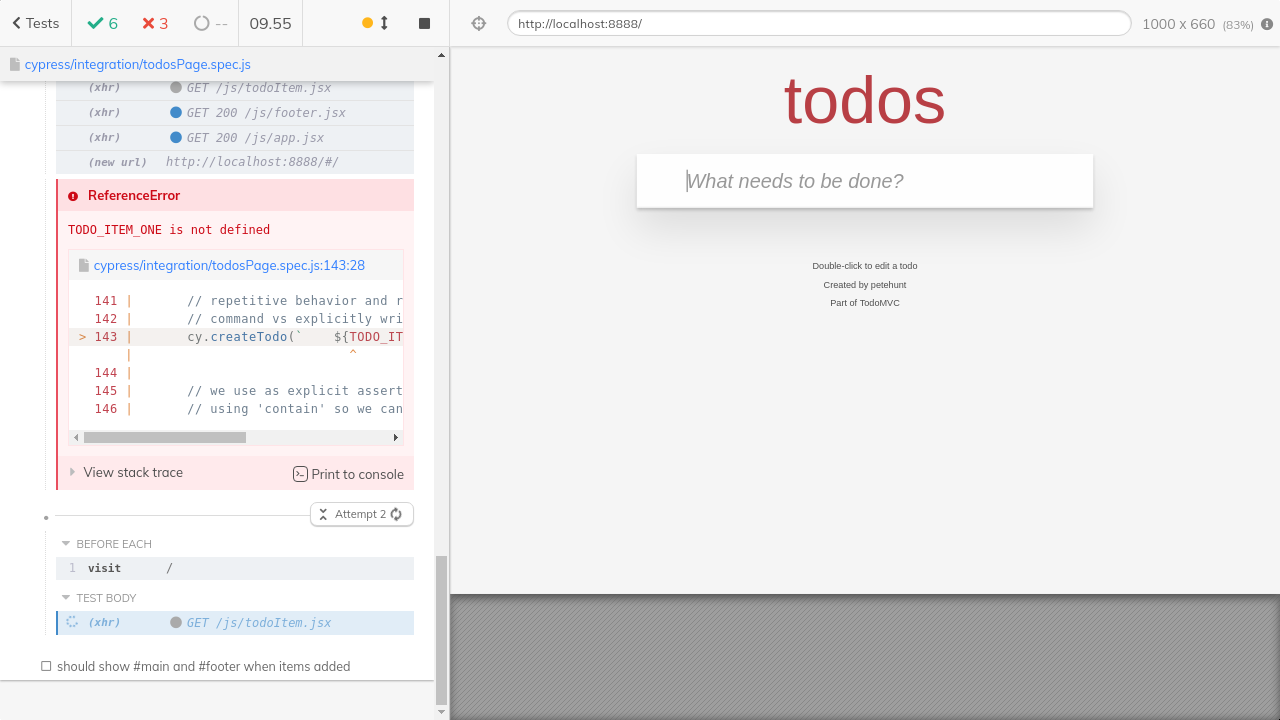 Tests 6 3 -- 09.55
cypress/integration/todosPage.spec.js
(xhr) GET /js/todoItem.jsx
(xhr) GET 200 /js/footer.jsx
(xhr) GET 200 /js/app.jsx
(new url) http://localhost:8888/#/
ReferenceError
TODO_ITEM_ONE is not defined
cypress/integration/todosPage.spec.js:143:28
141 | // repetitive behavior and r
142 | // command vs explicitly wri
> 143 | cy.createTodo(`    ${TODO_IT
| ^
144 |
145 | // we use as explicit assert
146 | // using 'contain' so we can
View stack trace Print to console
Attempt 2
BEFORE EACH
1 visit /
TEST BODY
(xhr) GET /js/todoItem.jsx
should show #main and #footer when items added
http://localhost:8888/ 1000 x 660 (83%)
todos
What needs to be done?
Double-click to edit a todo
Created by petehunt
Part of TodoMVC